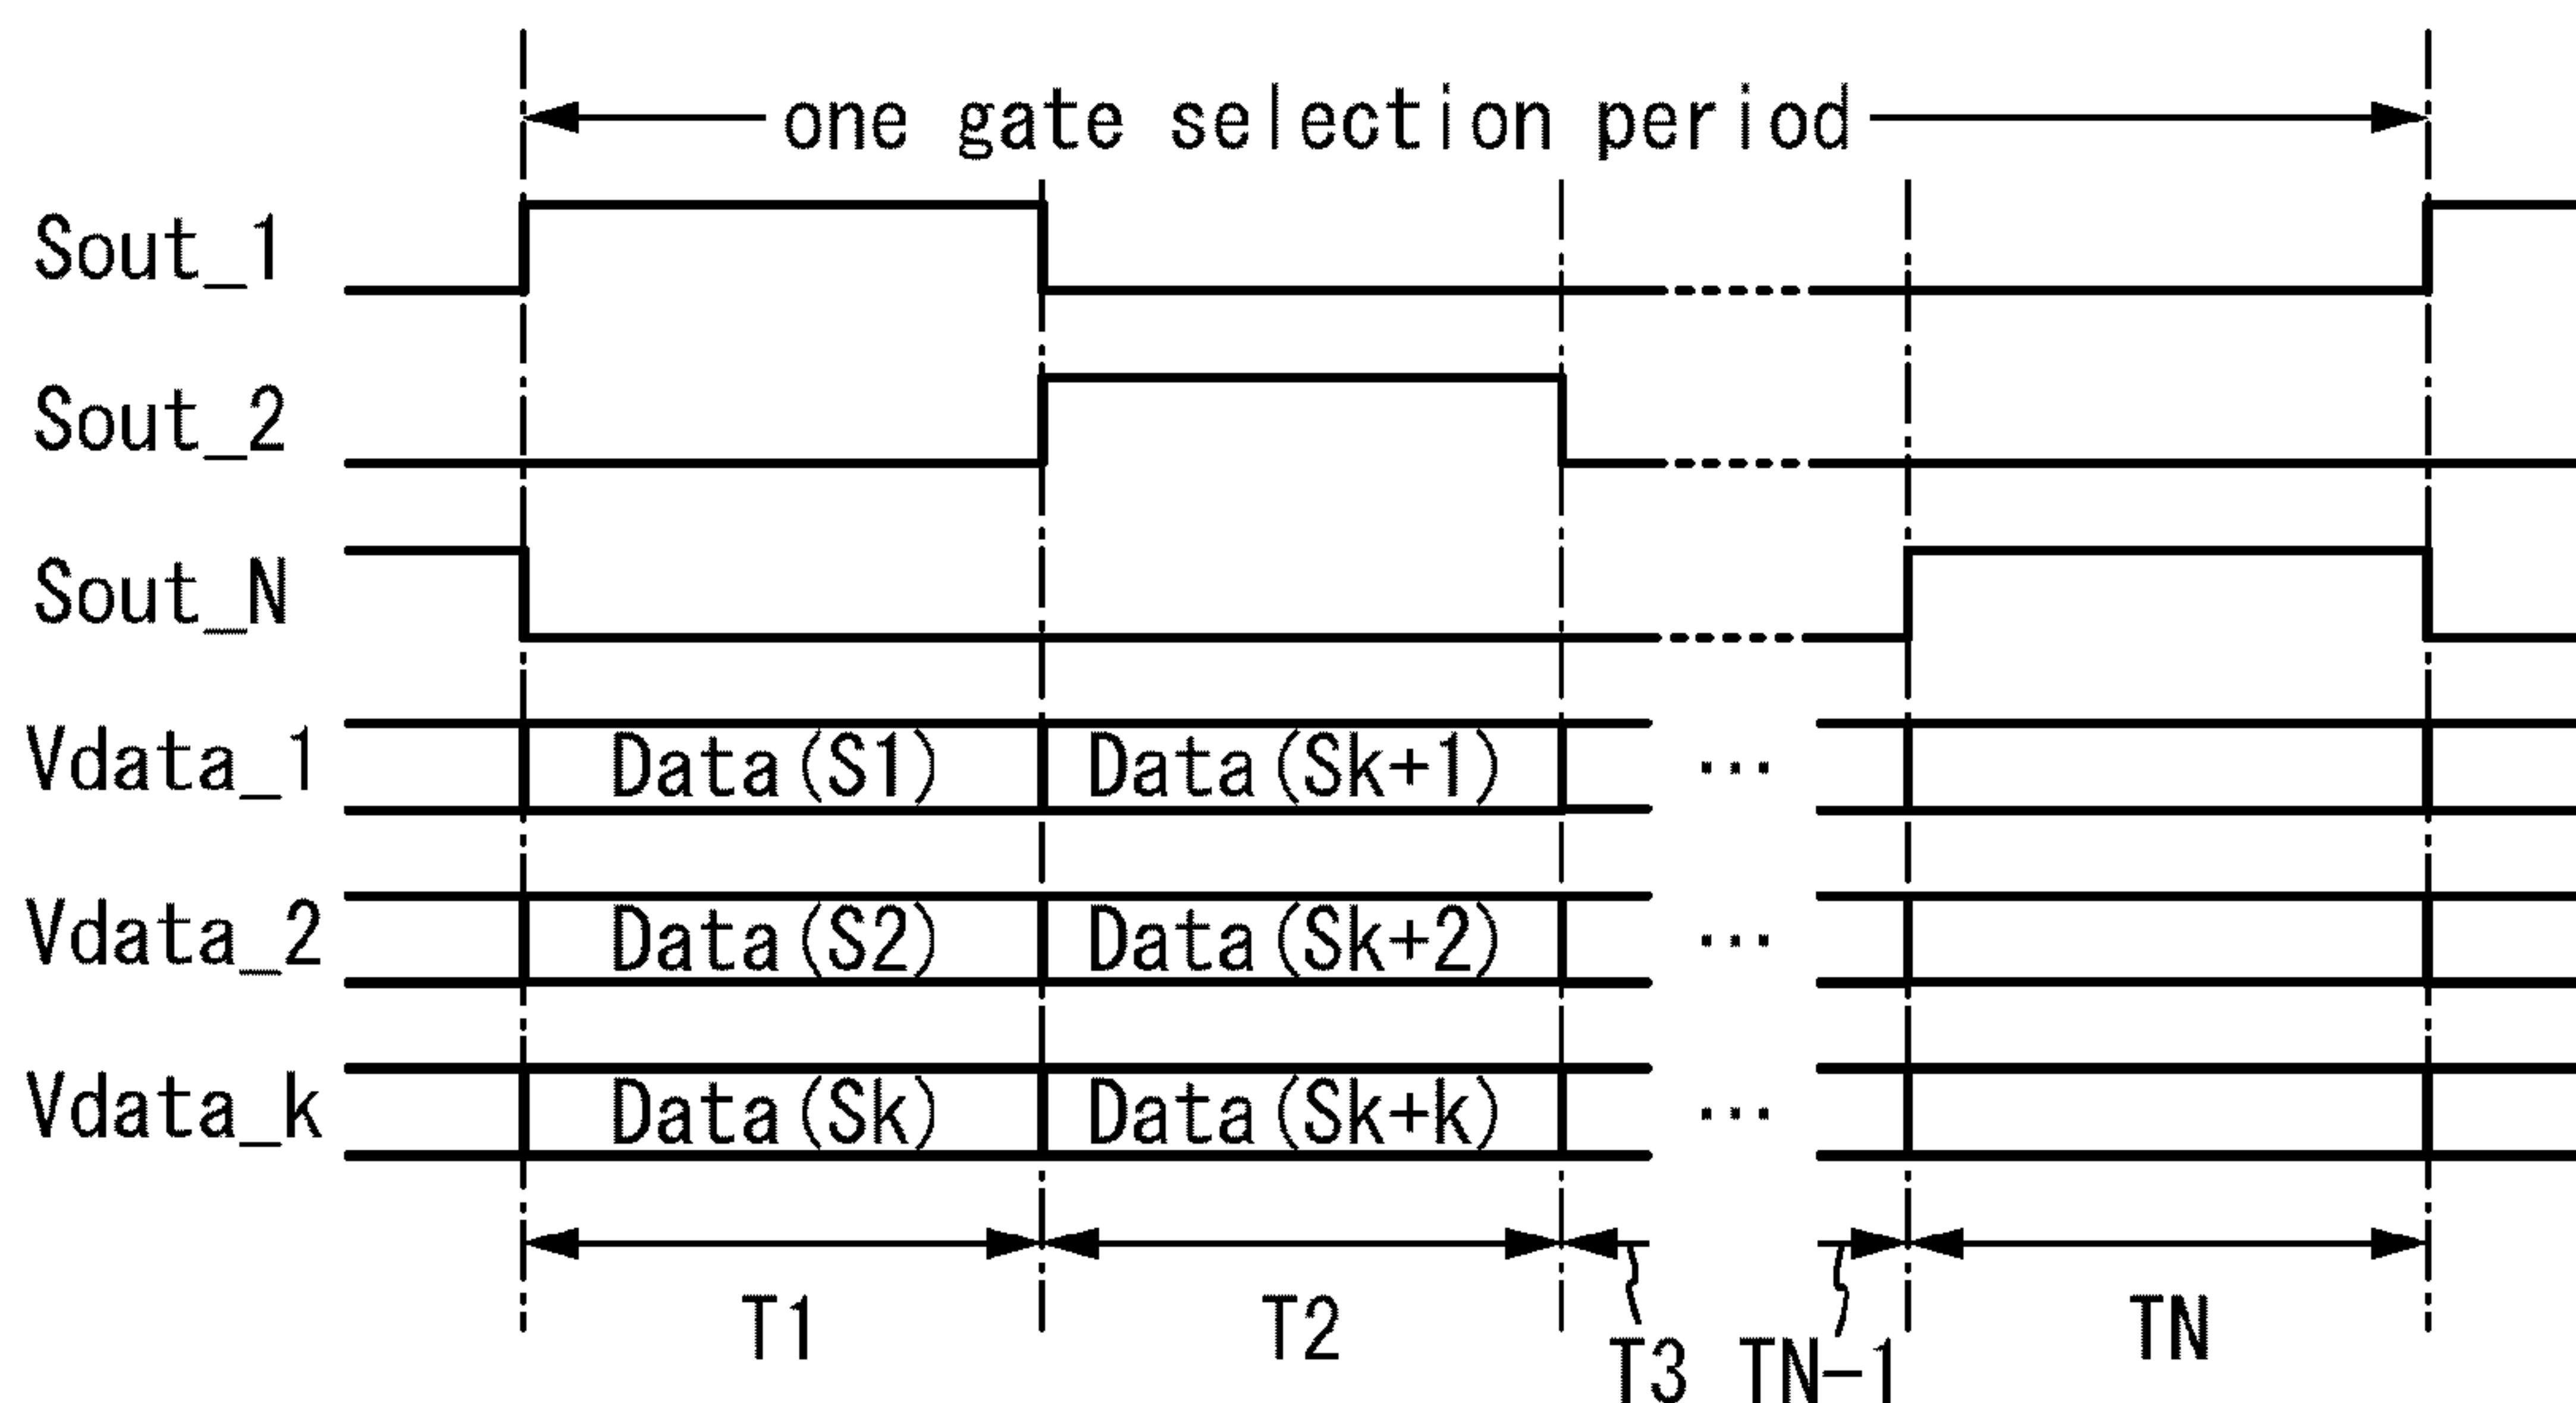 one gate selection period
Sout_1
Sout_2
Sout_N
Vdata_1 Data(S1) Data(Sk+1) ...
Vdata_2 Data(S2) Data(Sk+2) ...
Vdata_k Data(Sk) Data(Sk+k) ...
T1 T2 T3 TN-1 TN